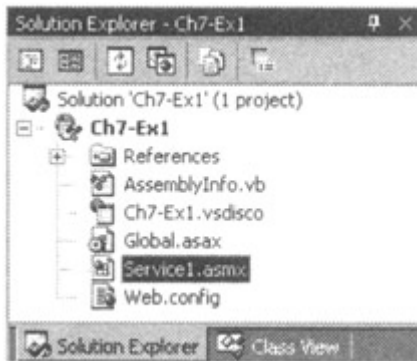 Solution Explorer - Ch7-Ex1
Solution 'Ch7-Ex1' (1 project)
Ch7-Ex1
References
AssemblyInfo.vb
Ch7-Ex1.vsdisco
Global.asax
Service1.asmx
Web.config
Solution Explorer Class View